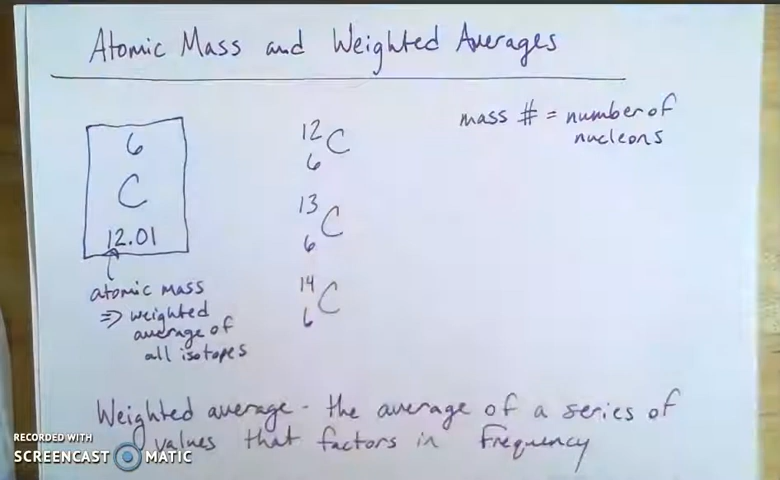 Atomic Mass and Weighted Averages
6
C
12.01
atomic mass
⇒ weighted
average of
all isotopes
12
6 C
13
6 C
14
6 C
mass # = number of
nucleons
Weighted average - the average of a series of
values that factors in frequency
RECORDED WITH
SCREENCAST O MATIC